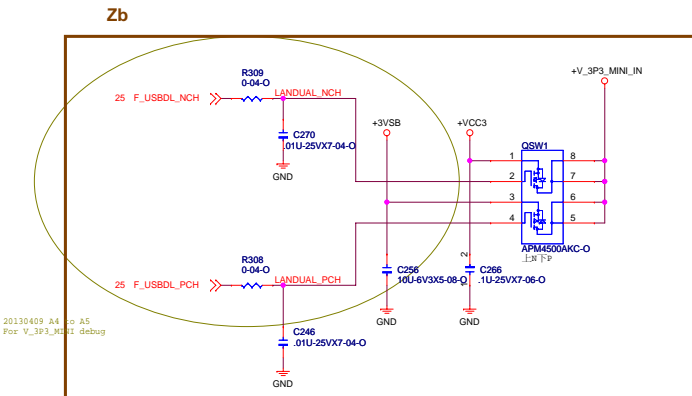 Zb
+V_3P3_MINI_IN
R309
0-04-O
25 F_USBDL_NCH
LANDUAL_NCH
C270
.01U-25VX7-04-O
GND
+3VSB
+VCC3
QSW1
1
8
2
7
3
6
4
5
APM4500AKC-O
上N下P
R308
0-04-O
25 F_USBDL_PCH
LANDUAL_PCH
2
C256
10U-6V3X5-08-O
C266
.1U-25VX7-06-O
1
GND
GND
20130409 A4 to A5
For V_3P3_MINI debug
C246
.01U-25VX7-04-O
GND